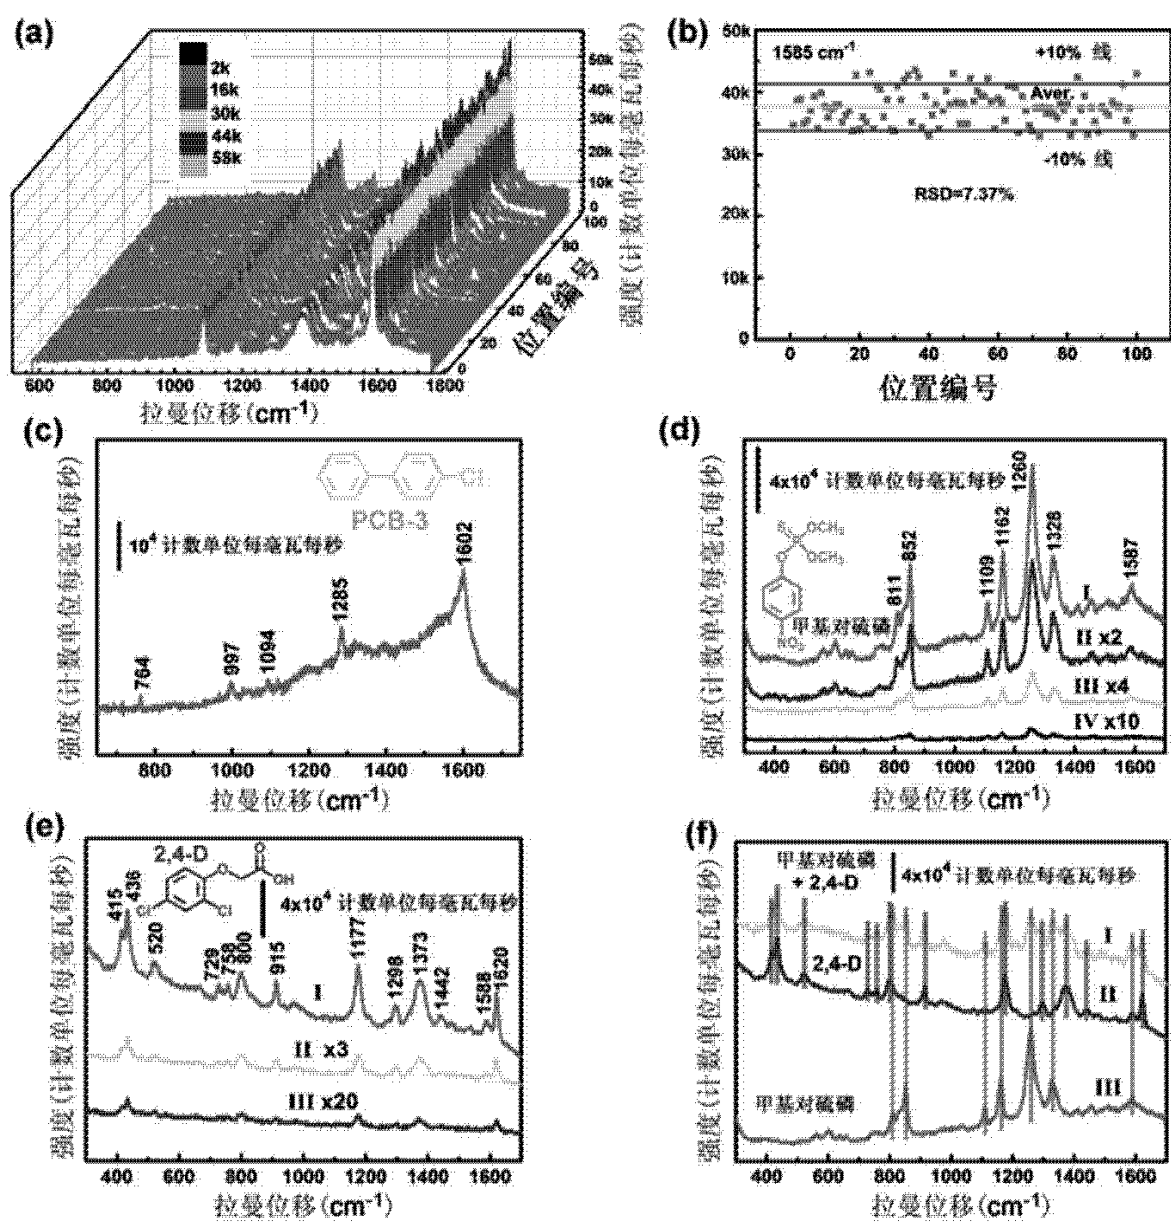 (a)
2k
16k
30k
44k
58k
50k
40k
30k
20k
10k
0
强度(计数单位每毫瓦每秒)
100
80
60
40
20
0
位置编号
600 800 1000 1200 1400 1600 1800
拉曼位移(cm⁻¹)
(b)
50k
40k
30k
20k
10k
0
1585 cm⁻¹
+10% 线
Aver.
-10% 线
RSD=7.37%
0 20 40 60 80 100
位置编号
(c)
强度(计数单位每毫瓦每秒)
Cl
PCB-3
10⁴ 计数单位每毫瓦每秒
764
997
1094
1285
1602
800 1000 1200 1400 1600
拉曼位移(cm⁻¹)
(d)
强度(计数单位每毫瓦每秒)
4x10⁴ 计数单位每毫瓦每秒
S
OCH₃
P
OCH₃
O
NO₂
甲基对硫磷
811
852
1109
1162
1260
1328
1587
I
II x2
III x4
IV x10
400 600 800 1000 1200 1400 1600
拉曼位移(cm⁻¹)
(e)
强度(计数单位每毫瓦每秒)
2,4-D
O
O
OH
Cl
Cl
4x10⁴ 计数单位每毫瓦每秒
415
436
520
729
758
800
915
1177
1298
1373
1442
1588
1620
I
II x3
III x20
400 600 800 1000 1200 1400 1600
拉曼位移(cm⁻¹)
(f)
强度(计数单位每毫瓦每秒)
甲基对硫磷
+ 2,4-D
4x10⁴ 计数单位每毫瓦每秒
I
2,4-D
II
甲基对硫磷
III
400 600 800 1000 1200 1400 1600
拉曼位移(cm⁻¹)